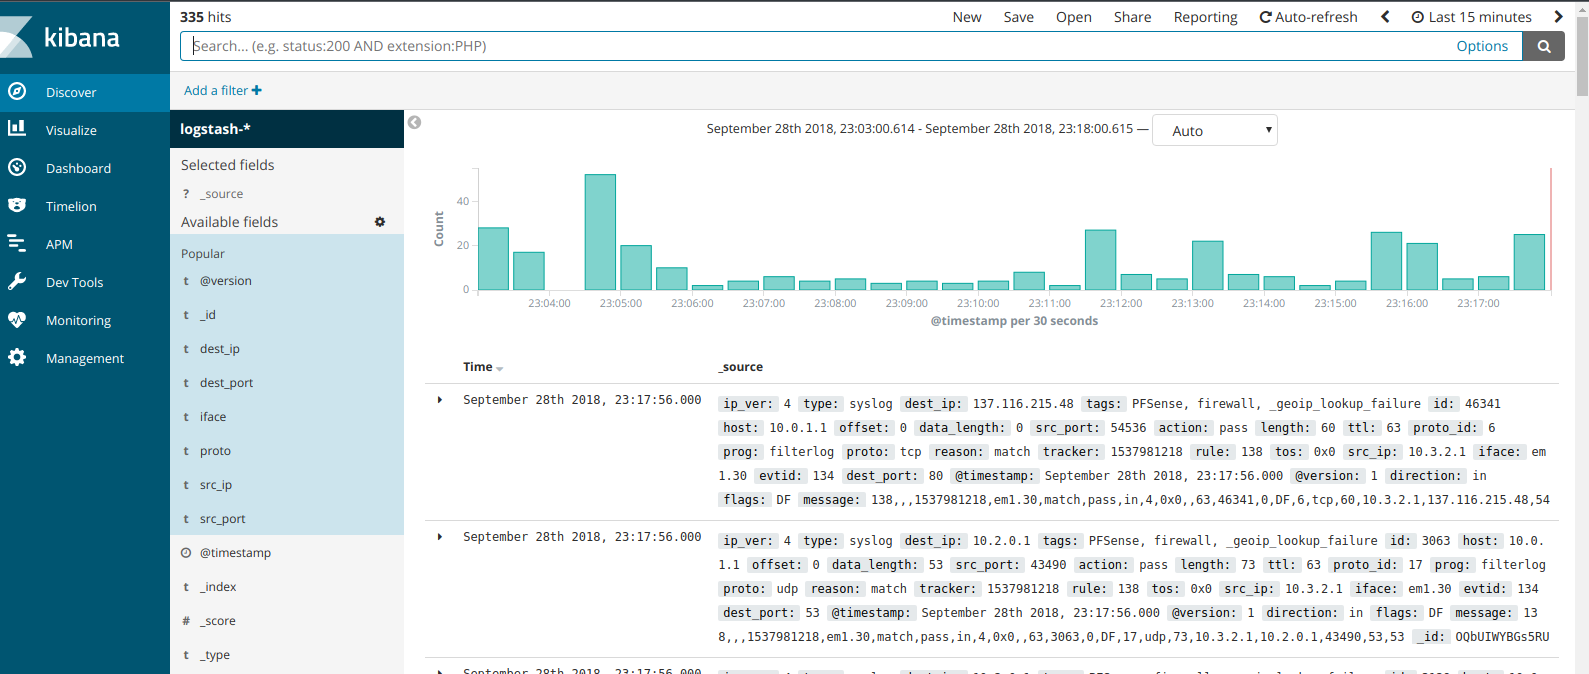 335 hits
New Save Open Share Reporting Auto-refresh Last 15 minutes
kibana
Search... (e.g. status:200 AND extension:PHP) Options
Add a filter
Discover
Visualize
Dashboard
Timelion
APM
Dev Tools
Monitoring
Management
logstash-*
Selected fields
? _source
Available fields
Popular
t @version
t _id
t dest_ip
t dest_port
t iface
t proto
t src_ip
t src_port
@timestamp
t _index
# _score
t _type
September 28th 2018, 23:03:00.614 - September 28th 2018, 23:18:00.615 — Auto
Count
40
20
0
23:04:00 23:05:00 23:06:00 23:07:00 23:08:00 23:09:00 23:10:00 23:11:00 23:12:00 23:13:00 23:14:00 23:15:00 23:16:00 23:17:00
@timestamp per 30 seconds
Time _source
September 28th 2018, 23:17:56.000
ip_ver: 4 type: syslog dest_ip: 137.116.215.48 tags: PFSense, firewall, _geoip_lookup_failure id: 46341
host: 10.0.1.1 offset: 0 data_length: 0 src_port: 54536 action: pass length: 60 ttl: 63 proto_id: 6
prog: filterlog proto: tcp reason: match tracker: 1537981218 rule: 138 tos: 0x0 src_ip: 10.3.2.1 iface: em
1.30 evtid: 134 dest_port: 80 @timestamp: September 28th 2018, 23:17:56.000 @version: 1 direction: in
flags: DF message: 138,,,1537981218,em1.30,match,pass,in,4,0x0,,63,46341,0,DF,6,tcp,60,10.3.2.1,137.116.215.48,54
September 28th 2018, 23:17:56.000
ip_ver: 4 type: syslog dest_ip: 10.2.0.1 tags: PFSense, firewall, _geoip_lookup_failure id: 3063 host: 10.0.
1.1 offset: 0 data_length: 53 src_port: 43490 action: pass length: 73 ttl: 63 proto_id: 17 prog: filterlog
proto: udp reason: match tracker: 1537981218 rule: 138 tos: 0x0 src_ip: 10.3.2.1 iface: em1.30 evtid: 134
dest_port: 53 @timestamp: September 28th 2018, 23:17:56.000 @version: 1 direction: in flags: DF message: 13
8,,,1537981218,em1.30,match,pass,in,4,0x0,,63,3063,0,DF,17,udp,73,10.3.2.1,10.2.0.1,43490,53,53 _id: OQbUIWYBGs5RU
September 28th 2018, 23:17:56.000